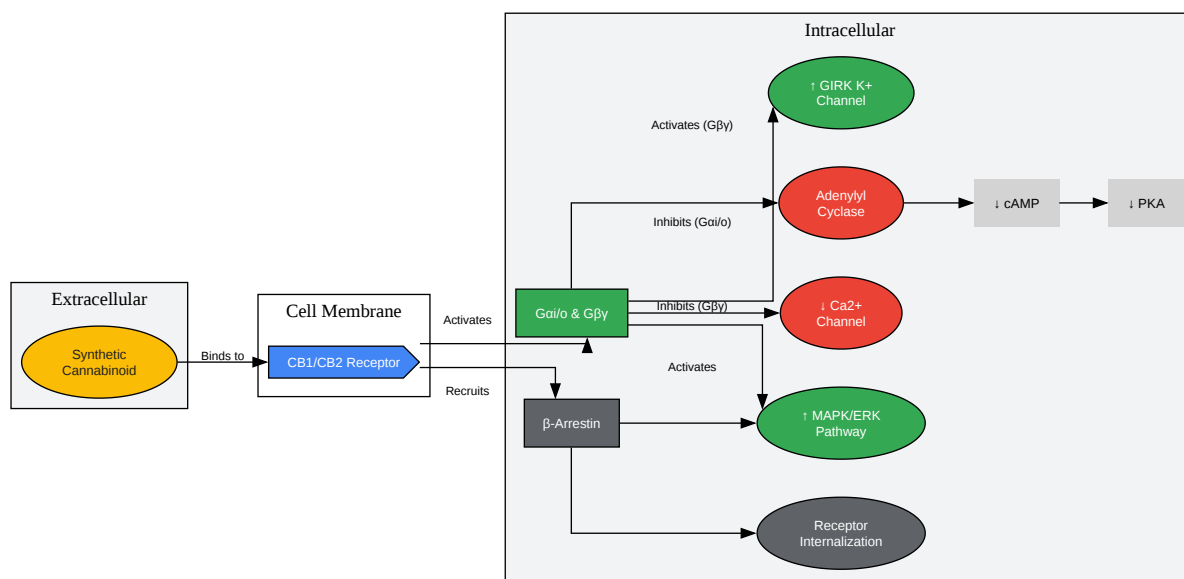 Intracellular
↑ GIRK K+
Channel
Activates (Gβγ)
Adenylyl
Cyclase
↓ cAMP
↓ PKA
Inhibits (Gαi/o)
Extracellular
Cell Membrane
Gαi/o & Gβγ
Inhibits (Gβγ)
↓ Ca2+
Channel
Activates
Synthetic
Cannabinoid
Binds to
CB1/CB2 Receptor
Activates
Recruits
β-Arrestin
↑ MAPK/ERK
Pathway
Receptor
Internalization